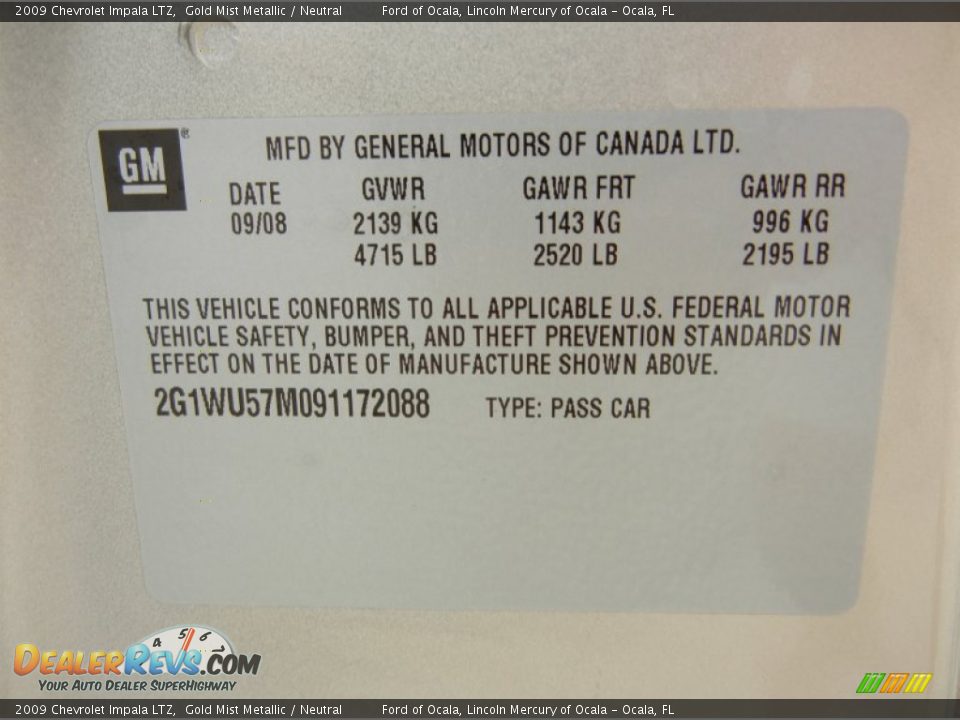 2009 Chevrolet Impala LTZ, Gold Mist Metallic / Neutral Ford of Ocala, Lincoln Mercury of Ocala - Ocala, FL
GM ®
MFD BY GENERAL MOTORS OF CANADA LTD.
DATE GVWR GAWR FRT GAWR RR
09/08 2139 KG 1143 KG 996 KG
4715 LB 2520 LB 2195 LB
THIS VEHICLE CONFORMS TO ALL APPLICABLE U.S. FEDERAL MOTOR
VEHICLE SAFETY, BUMPER, AND THEFT PREVENTION STANDARDS IN
EFFECT ON THE DATE OF MANUFACTURE SHOWN ABOVE.
2G1WU57M091172088 TYPE: PASS CAR
4 5 6 7
DEALERREVS.COM
YOUR AUTO DEALER SUPERHIGHWAY
2009 Chevrolet Impala LTZ, Gold Mist Metallic / Neutral Ford of Ocala, Lincoln Mercury of Ocala - Ocala, FL